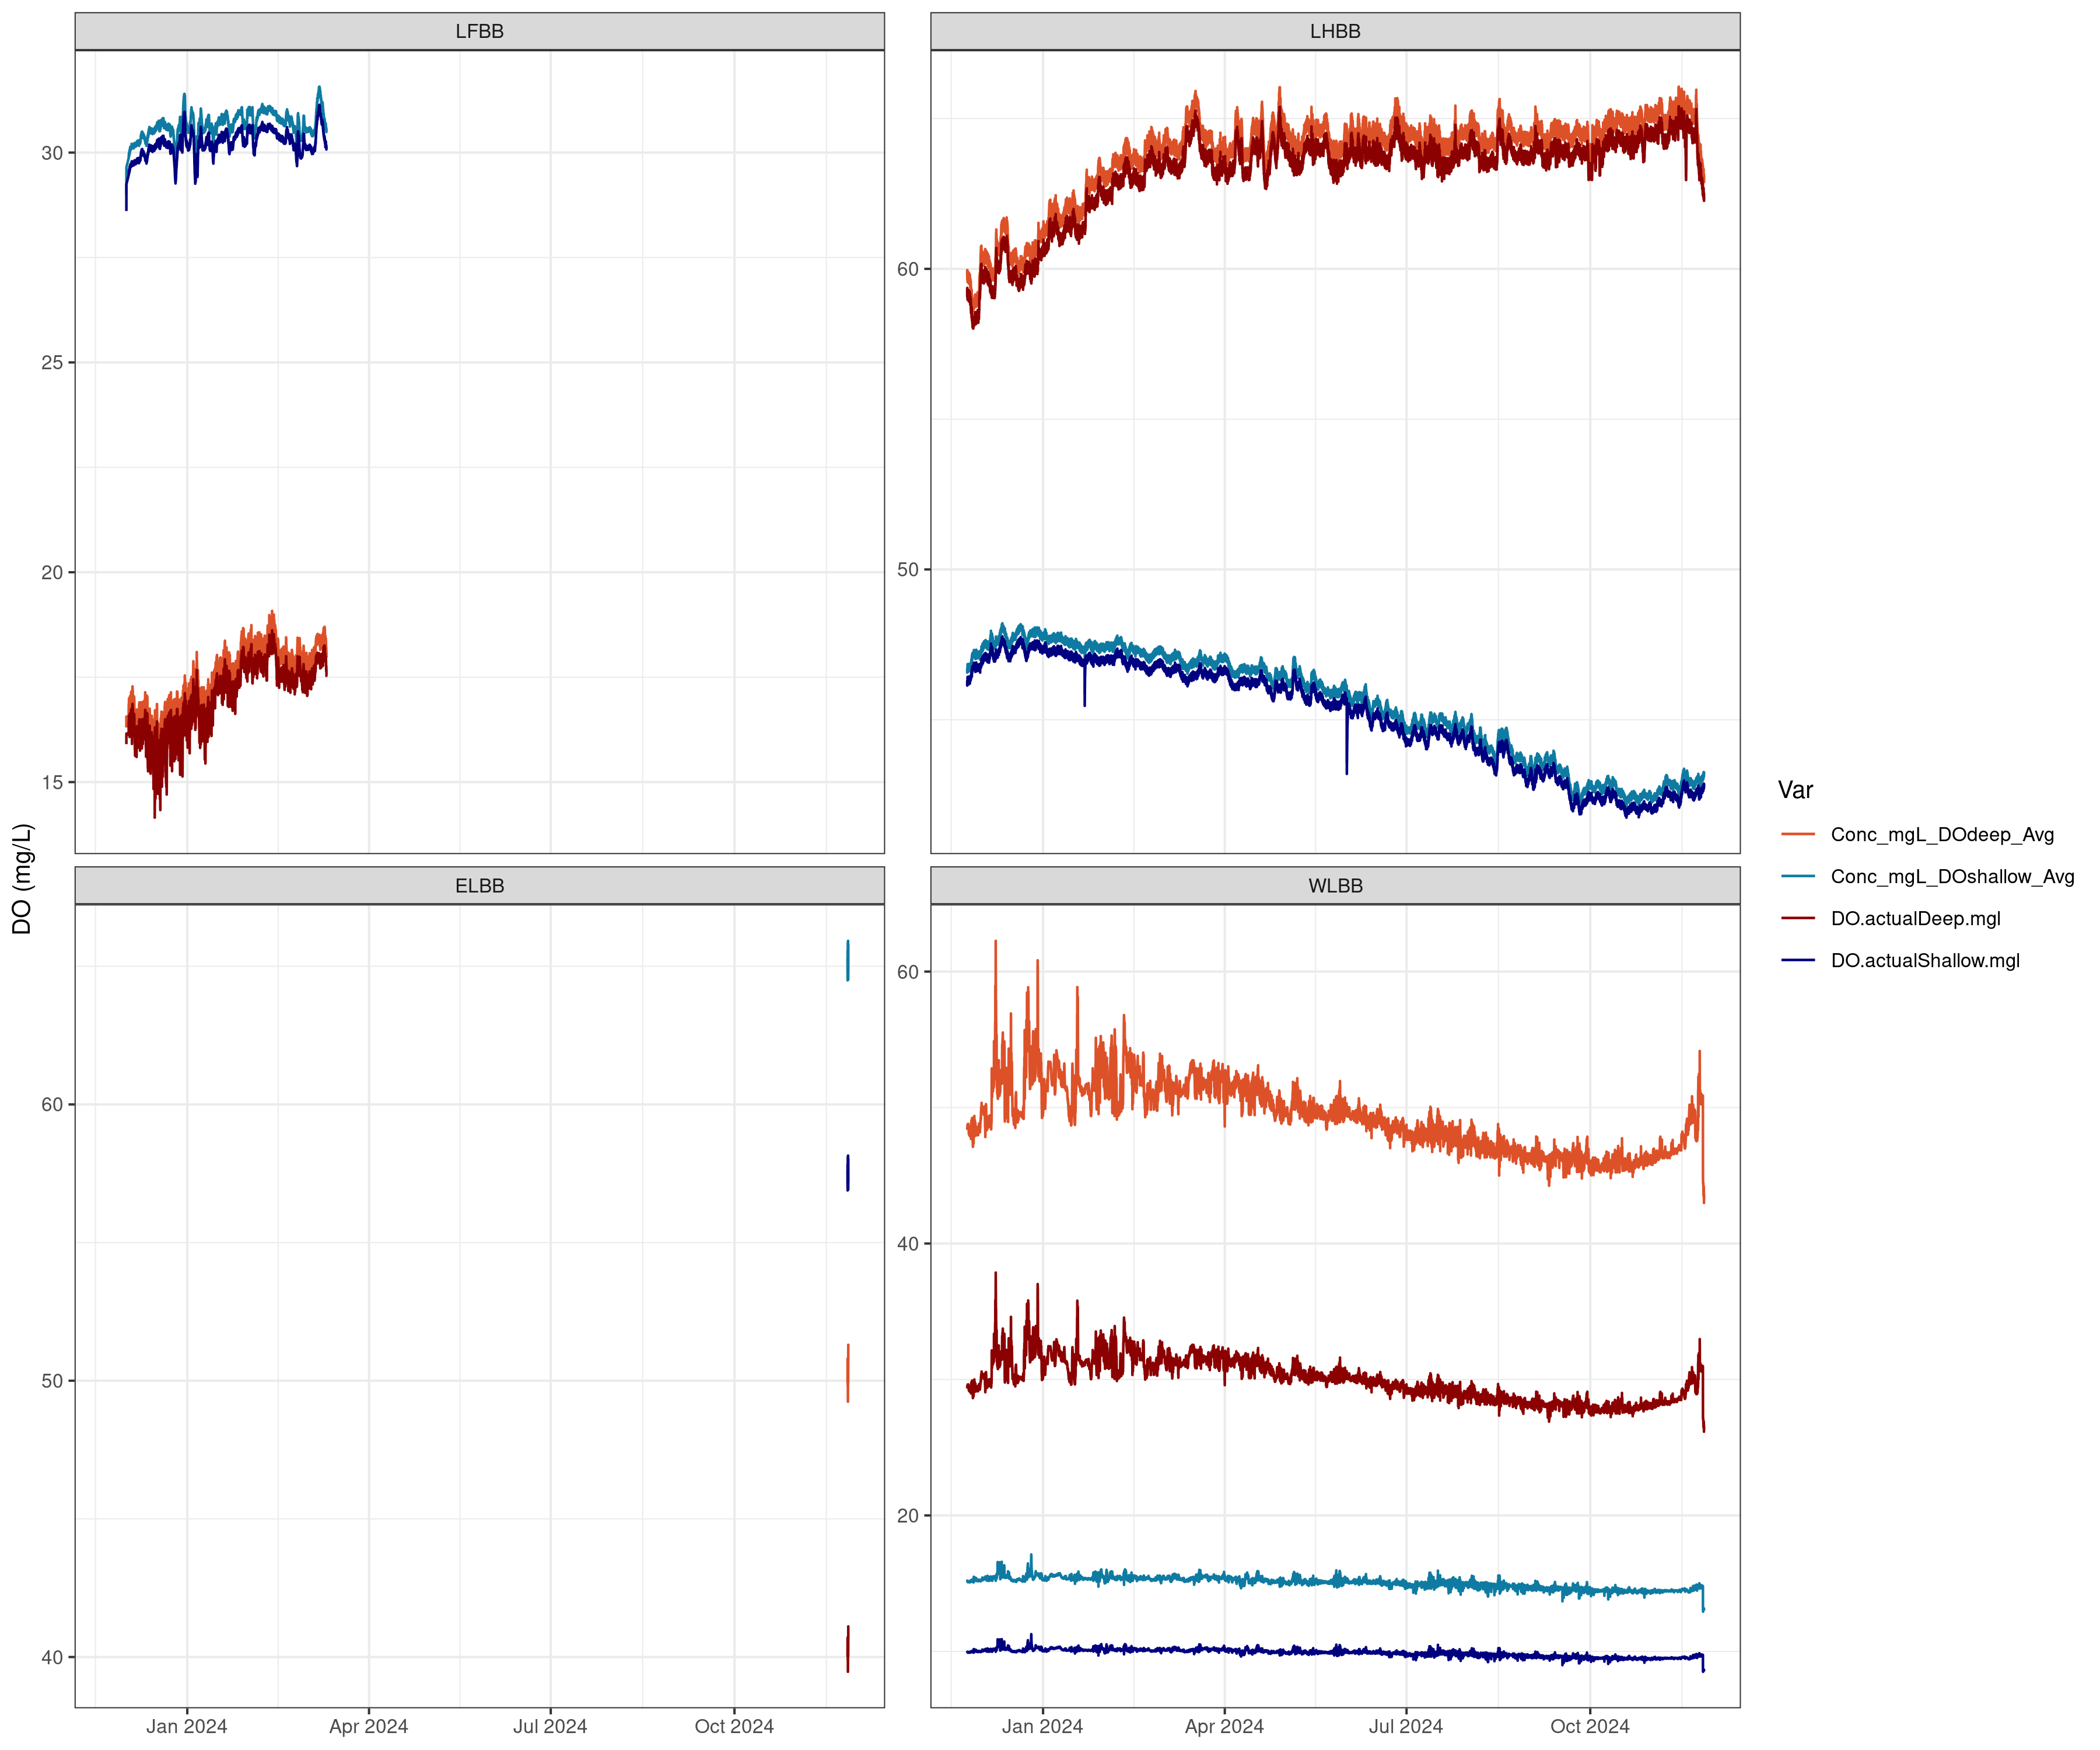 LFBB
LHBB
30
25
20
15
60
50
DO (mg/L)
ELBB
WLBB
60
50
40
60
40
20
Jan 2024 Apr 2024 Jul 2024 Oct 2024
Jan 2024 Apr 2024 Jul 2024 Oct 2024
Var
Conc_mgL_DOdeep_Avg
Conc_mgL_DOshallow_Avg
DO.actualDeep.mgl
DO.actualShallow.mgl